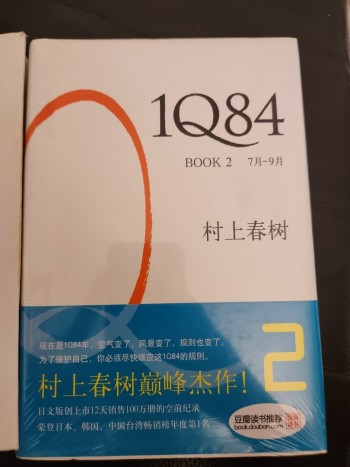 1Q84
BOOK 2 7月-9月
村上春树
现在是1Q84年，空气变了，风景变了，规则也变了，
为了保护自己，你必须尽快顺应这1Q84的规则。
2
村上春树巅峰杰作！
日文版创上市12天销售100万册的空前纪录
荣登日本、韩国、中国台湾畅销榜年度第1名
豆瓣读书推荐
book.douban.com